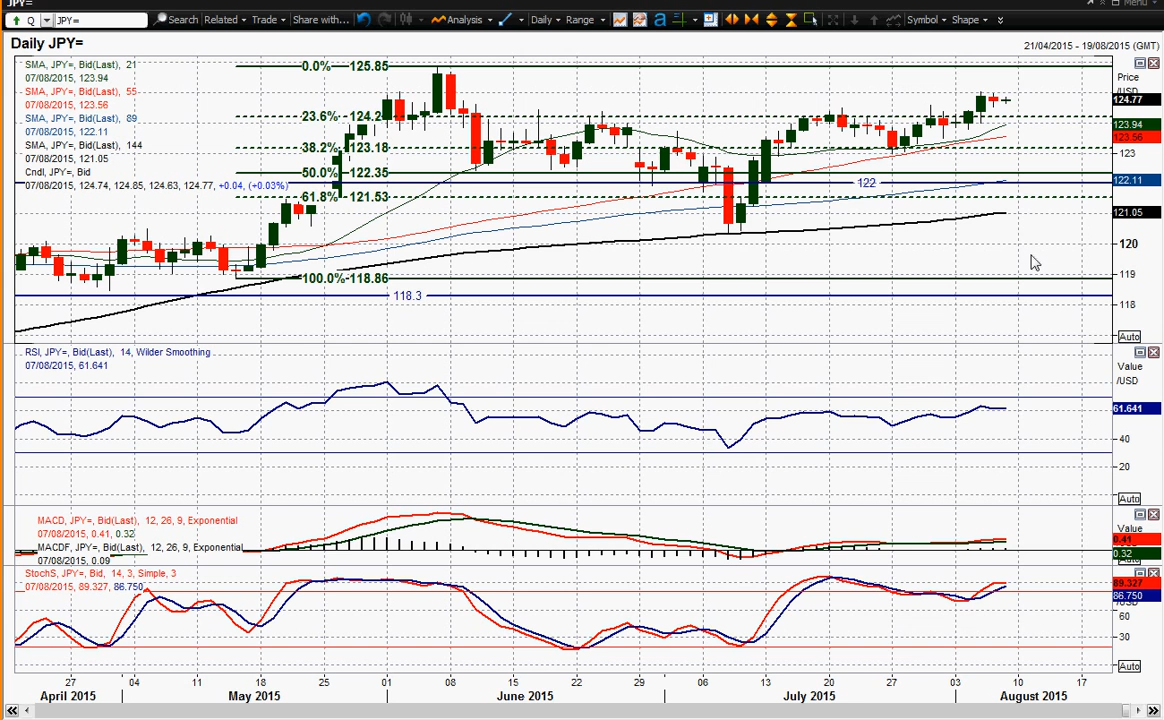 JPY=
Menu
Q JPY= Search Related Trade Share with... Analysis Daily Range Symbol Shape
Daily JPY=
21/04/2015 - 19/08/2015 (GMT)
SMA, JPY=, Bid(Last), 21
07/08/2015, 123.94
SMA, JPY=, Bid(Last), 55
07/08/2015, 123.56
SMA, JPY=, Bid(Last), 89
07/08/2015, 122.11
SMA, JPY=, Bid(Last), 144
07/08/2015, 121.05
Cndl, JPY=, Bid
07/08/2015, 124.74, 124.85, 124.63, 124.77, +0.04, (+0.03%)
0.0% 125.85
23.6% 124.2
38.2% 123.18
50.0% 122.35
61.8% 121.53
100.0% 118.86
122
118.3
Price
/USD
124.77
123.94
123.56
123
122.11
121.05
120
119
118
Auto
RSI, JPY=, Bid(Last), 14, Wilder Smoothing
07/08/2015, 61.641
Value
/USD
61.641
40
20
Auto
MACD, JPY=, Bid(Last), 12, 26, 9, Exponential
07/08/2015, 0.41, 0.32
MACDF, JPY=, Bid(Last), 12, 26, 9, Exponential
07/08/2015, 0.09
Value
0.41
0.32
StochS, JPY=, Bid, 14, 3, Simple, 3
07/08/2015, 89.327, 86.750
89.327
86.750
60
30
Auto
27 04 11 18 25 01 08 15 22 29 06 13 20 27 03 10 17
April 2015 May 2015 June 2015 July 2015 August 2015